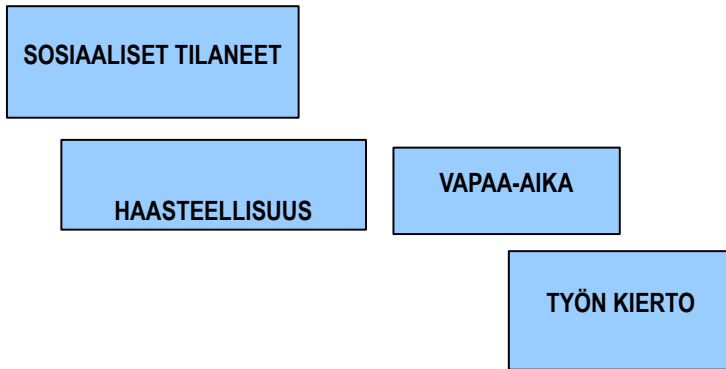 SOSIAALISET TILANEET
HAASTEELLISUUS
VAPAA-AIKA
TYÖN KIERTO